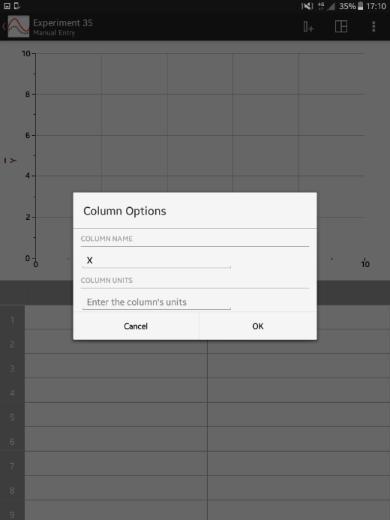 35% 17:10
Experiment 35
Manual Entry
10
8
6
Y
4
2
0
0
10
Column Options
COLUMN NAME
X
COLUMN UNITS
Enter the column's units
Cancel
OK
1
2
3
4
5
6
7
8
9